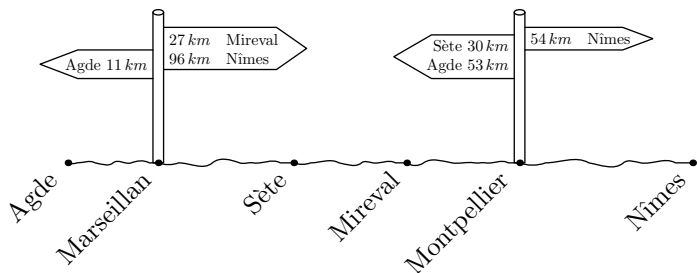 Agde 11 km
27 km Mireval
96 km Nîmes
Sète 30 km
Agde 53 km
54 km Nîmes
Agde
Marseillan
Sète
Mireval
Montpellier
Nîmes